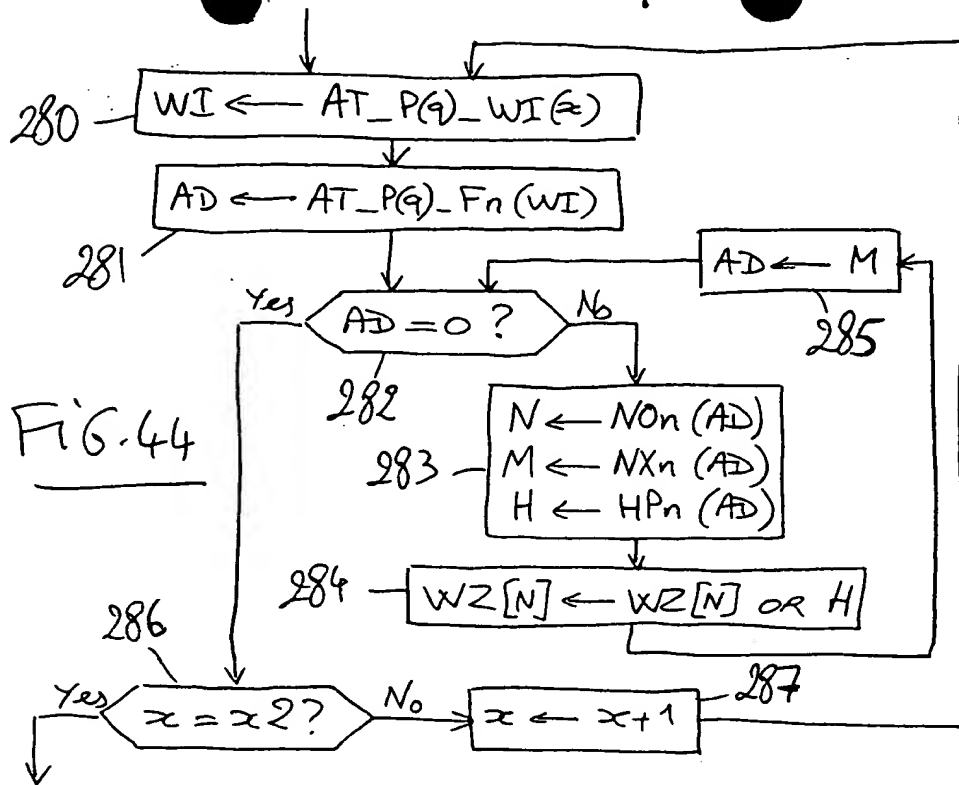 WI ← AT_P(q)_WI(x)
280
AD ← AT_P(q)_Fn(WI)
281
AD ← M
285
Yes
AD = 0 ?
No
282
Fig.44
N ← NOn (AD)
M ← NXn (AD)
H ← HPn (AD)
283
284
WZ[N] ← WZ[N] OR H
286
Yes
x = x2?
No
x ← x+1
287